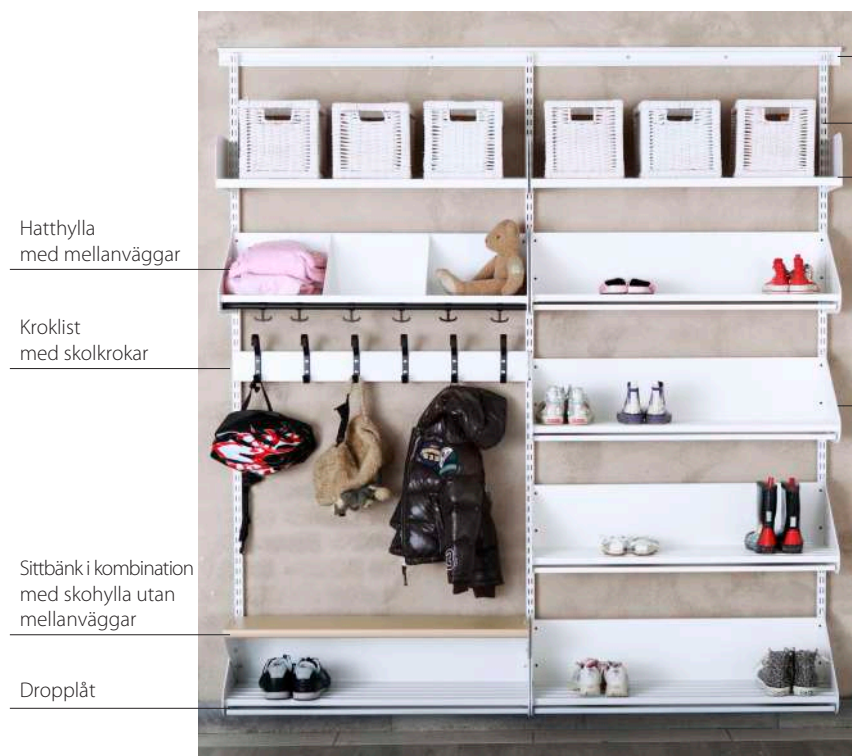 Hatthylla
med mellanväggar
Kroklist
med skolkrokar
Sittbänk i kombination
med skohylla utan
mellanväggar
Dropplåt